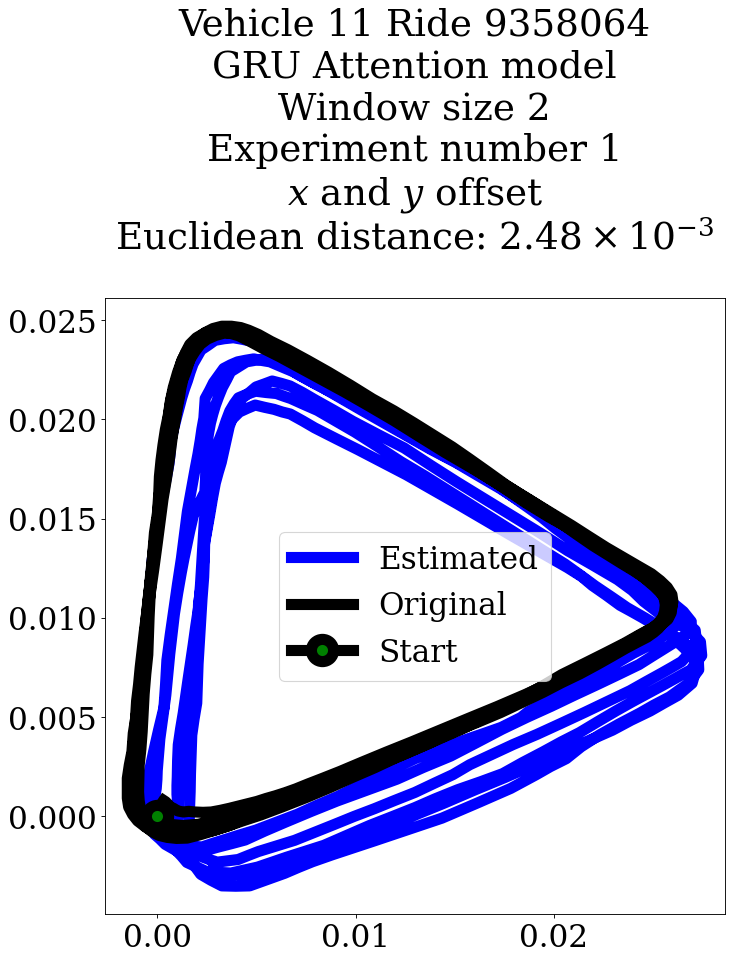 Vehicle 11 Ride 9358064
GRU Attention model
Window size 2
Experiment number 1
x and y offset
Euclidean distance: 2.48 × 10⁻³
0.025
0.020
0.015
0.010
0.005
0.000
Estimated
Original
Start
0.00 0.01 0.02